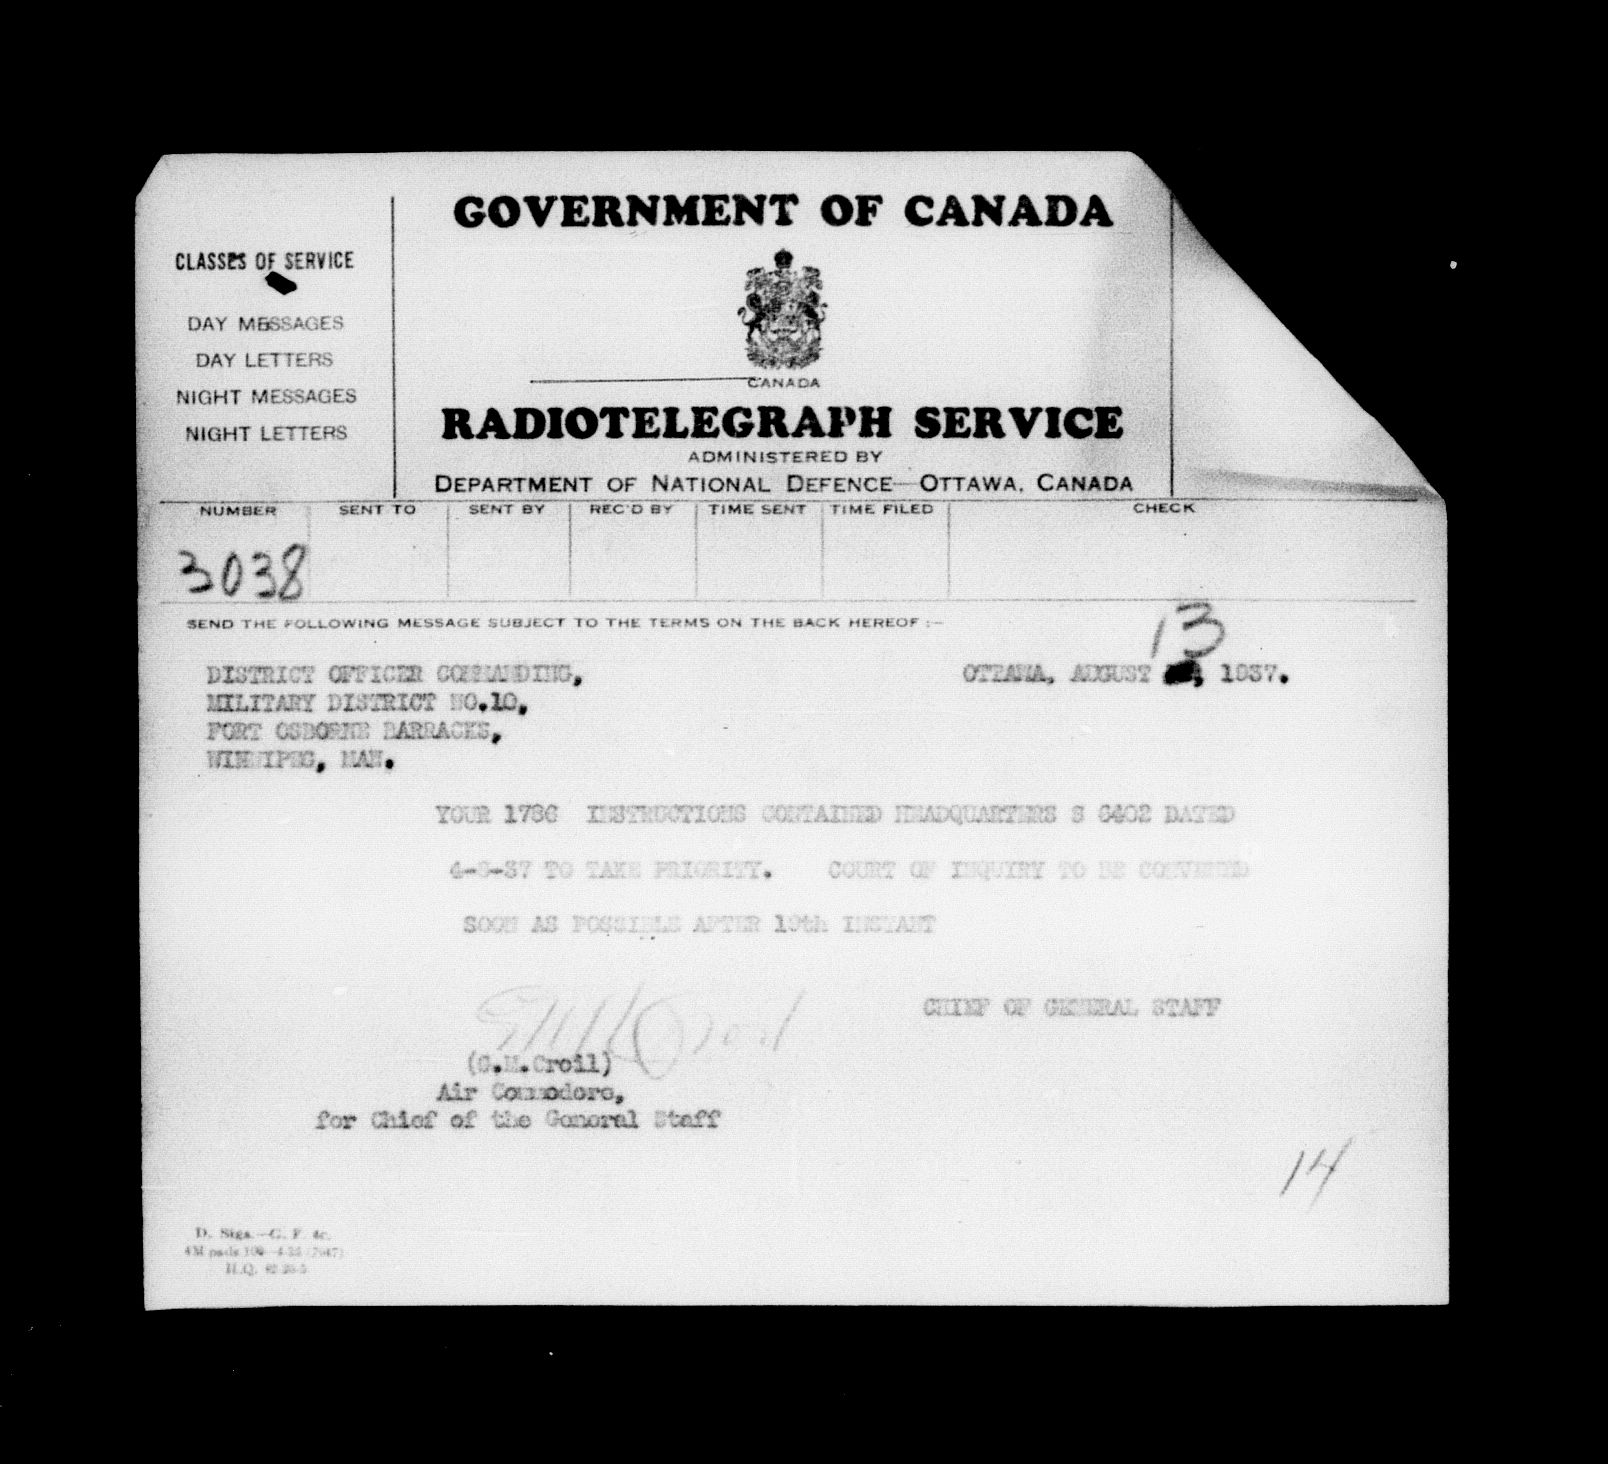 GOVERNMENT OF CANADA
CLASSES OF SERVICE
DAY MESSAGES
DAY LETTERS
NIGHT MESSAGES
NIGHT LETTERS
CANADA
RADIOTELEGRAPH SERVICE
ADMINISTERED BY
DEPARTMENT OF NATIONAL DEFENCE—OTTAWA, CANADA
NUMBER SENT TO SENT BY REC'D BY TIME SENT TIME FILED CHECK
3038
SEND THE FOLLOWING MESSAGE SUBJECT TO THE TERMS ON THE BACK HEREOF :—
13
DISTRICT OFFICER COMMANDING, OTTAWA, AUGUST , 1937.
MILITARY DISTRICT NO.10,
FORT OSBORNE BARRACKS,
WINNIPEG, MAN.
YOUR 1786 INSTRUCTIONS CONTAINED HEADQUARTERS S 6402 DATED
4-8-37 TO TAKE PRIORITY. COURT OF INQUIRY TO BE CONVENED
SOON AS POSSIBLE AFTER 19th INSTANT
CHIEF OF GENERAL STAFF
(G.M.Croil)
Air Commodore,
for Chief of the General Staff
14
D. Sigs.—G. F. 4c.
H.Q.